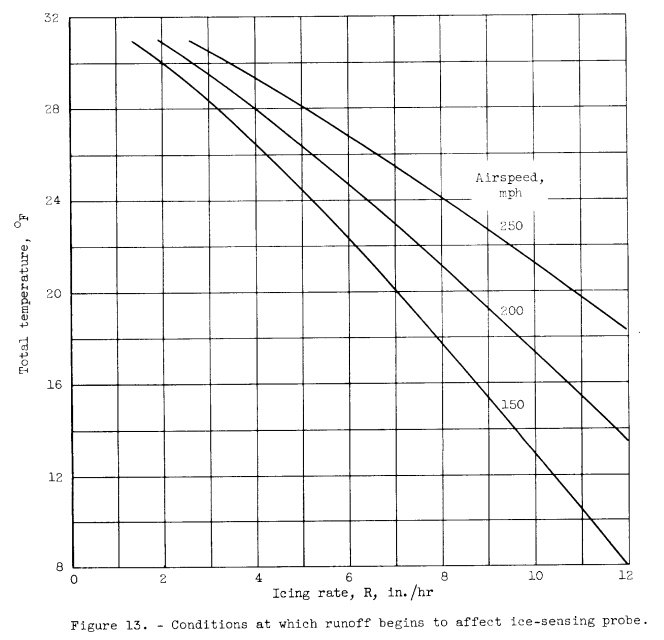 32
28
24
20
16
12
8
Total temperature, °F
Airspeed,
mph
250
200
150
0 2 4 6 8 10 12
Icing rate, R, in./hr
Figure 13. - Conditions at which runoff begins to affect ice-sensing probe.